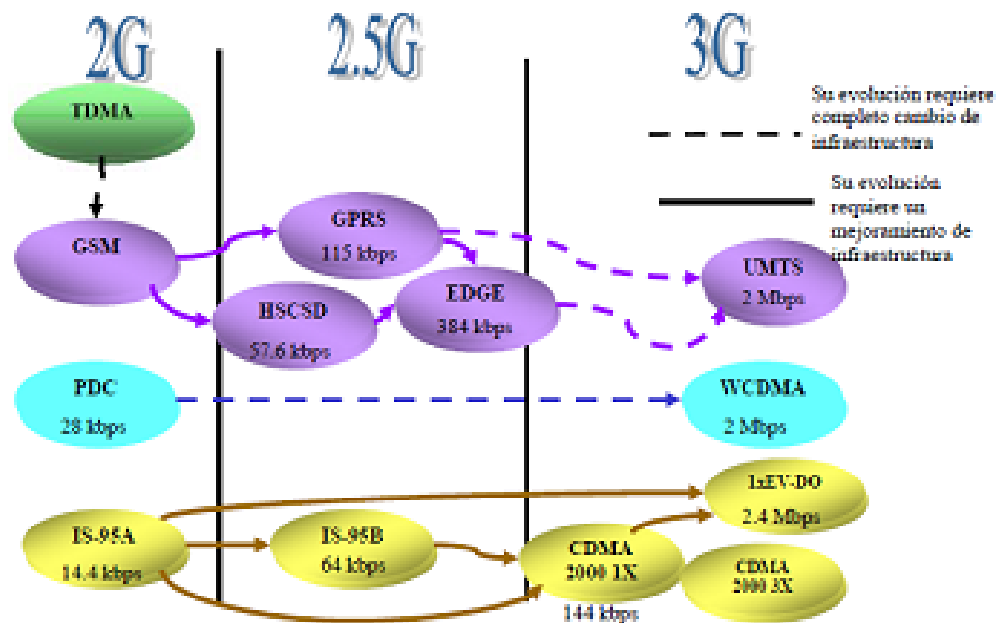 2G
2.5G
3G
TDMA
Su evolución requiere
completo cambio de
infraestructura
GSM
GPRS
115 kbps
Su evolución
requiere un
mejoramiento de
infraestructura
HSCSD
57.6 kbps
EDGE
384 kbps
UMTS
2 Mbps
PDC
28 kbps
WCDMA
2 Mbps
1xEV-DO
2.4 Mbps
IS-95A
14.4 kbps
IS-95B
64 kbps
CDMA
2000 1X
144 kbps
CDMA
2000 3X